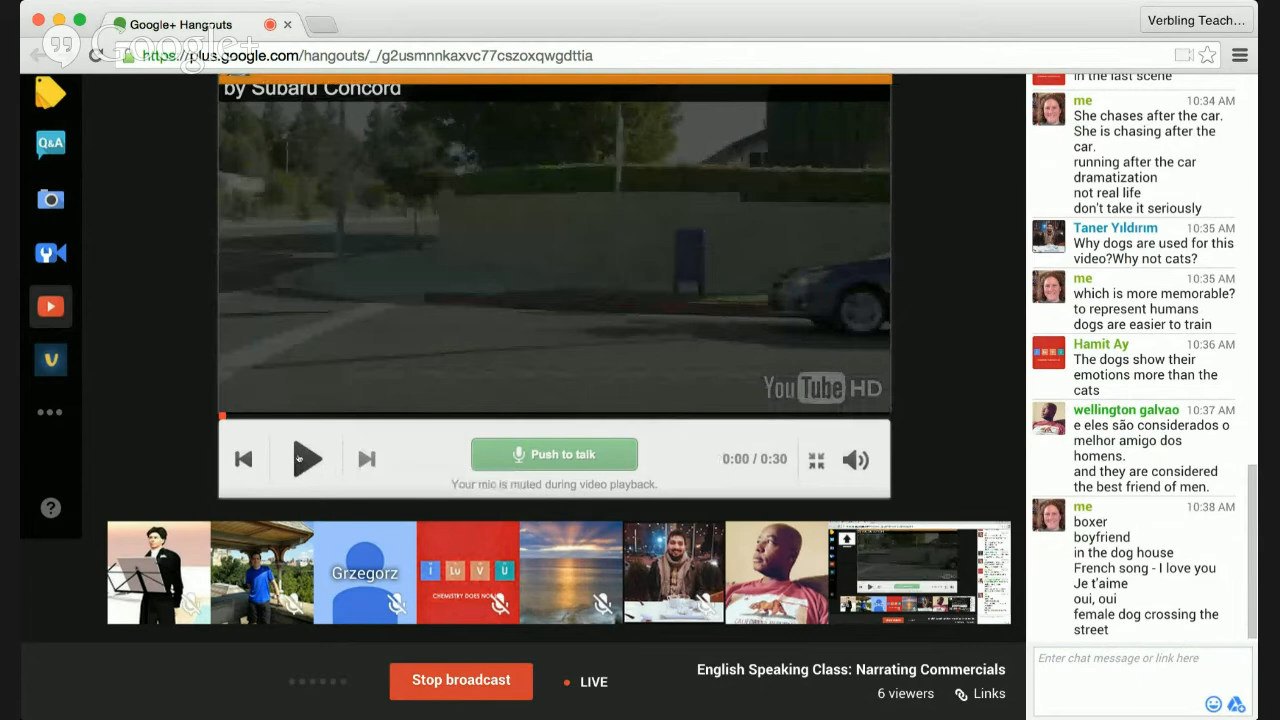 Google+ Hangouts
Verbling Teach...
Google+
https://plus.google.com/hangouts/_/g2usmnnkaxvc77cszoxqvgdttia
by Subaru Concord
Q&A
YouTube HD
Push to talk
0:00 / 0:30
Your mic is muted during video playback.
Grzegorz
i Lu V U
CHEMISTRY DOES NO
Stop broadcast
LIVE
English Speaking Class: Narrating Commercials
6 viewers
Links
in the last scene
me 10:34 AM
She chases after the car.
She is chasing after the
car.
running after the car
dramatization
not real life
don't take it seriously
Taner Yıldırım 10:35 AM
Why dogs are used for this
video?Why not cats?
me 10:35 AM
which is more memorable?
to represent humans
dogs are easier to train
Hamit Ay 10:36 AM
The dogs show their
emotions more than the
cats
wellington galvao 10:37 AM
e eles são considerados o
melhor amigo dos
homens.
and they are considered
the best friend of men.
me 10:38 AM
boxer
boyfriend
in the dog house
French song - I love you
Je t'aime
oui, oui
female dog crossing the
street
Enter chat message or link here